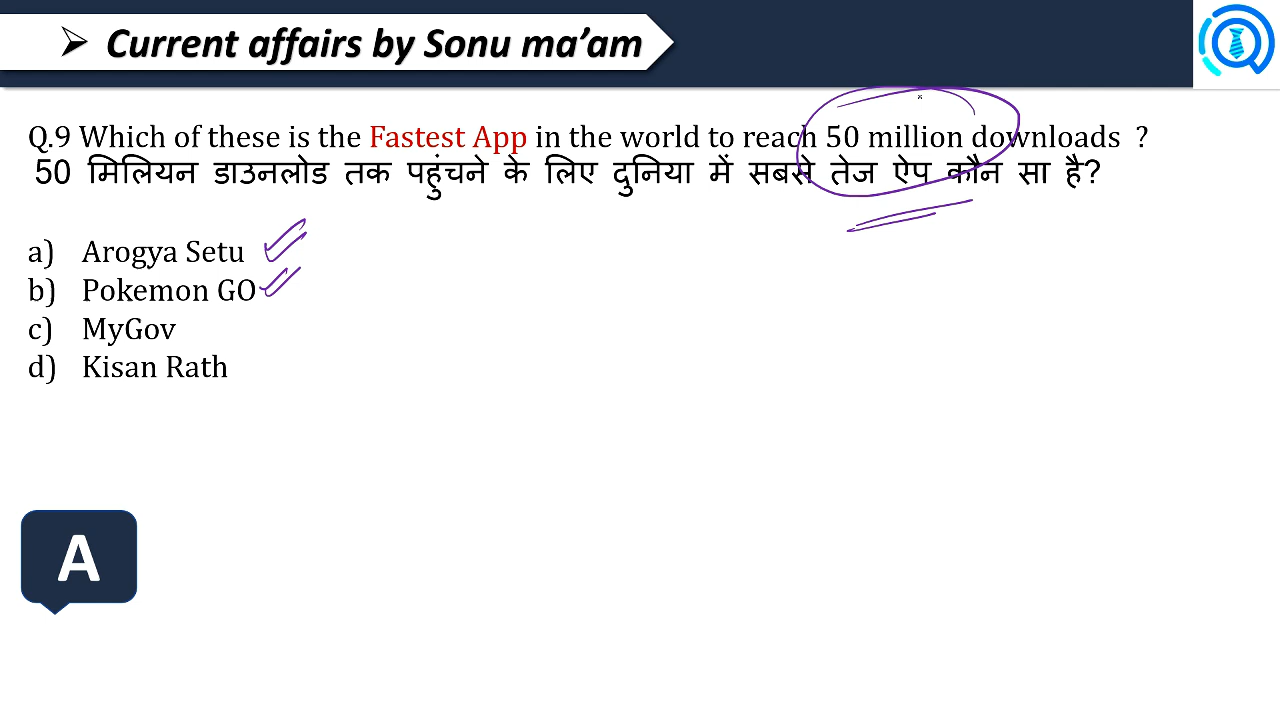 ➢ Current affairs by Sonu ma’am
Q.9 Which of these is the Fastest App in the world to reach 50 million downloads ?
50 मिलियन डाउनलोड तक पहुंचने के लिए दुनिया में सबसे तेज ऐप कौन सा है?
a) Arogya Setu
b) Pokemon GO
c) MyGov
d) Kisan Rath
A